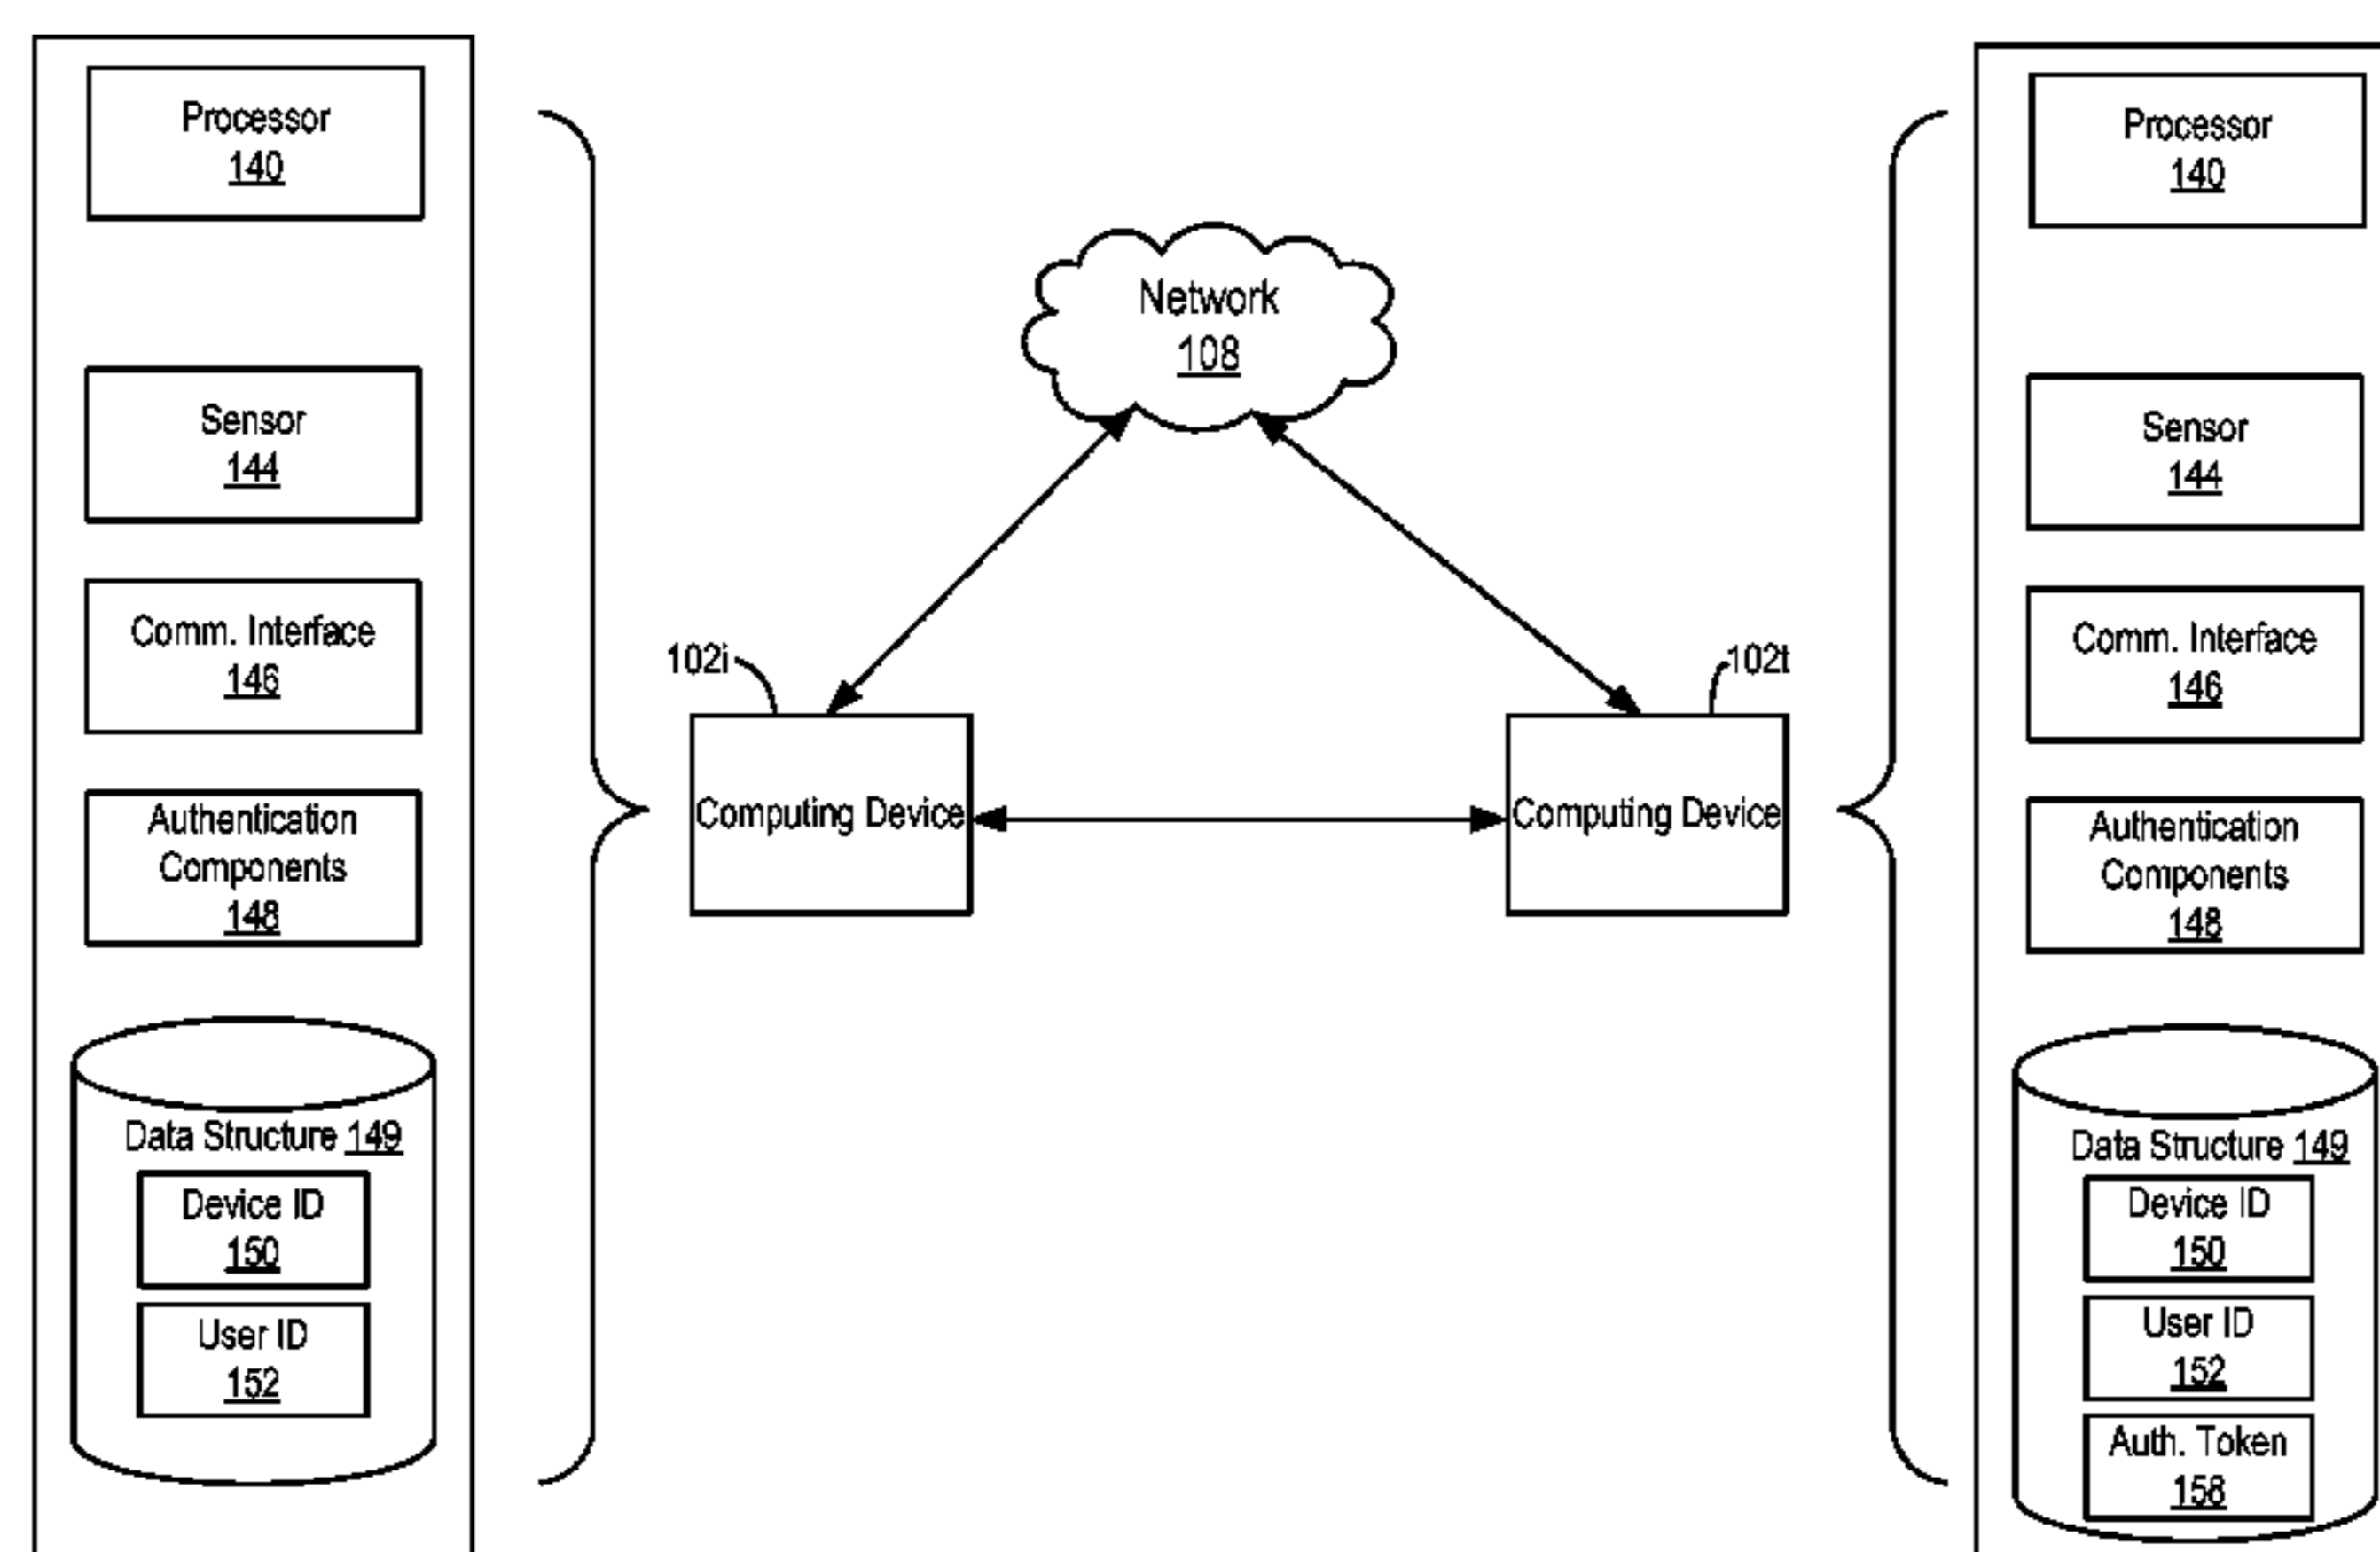 Processor
140
Sensor
144
Comm. Interface
146
Authentication
Components
148
Data Structure 149
Device ID
150
User ID
152
Network
108
102i
102t
Computing Device
Computing Device
Processor
140
Sensor
144
Comm. Interface
146
Authentication
Components
148
Data Structure 149
Device ID
150
User ID
152
Auth. Token
158